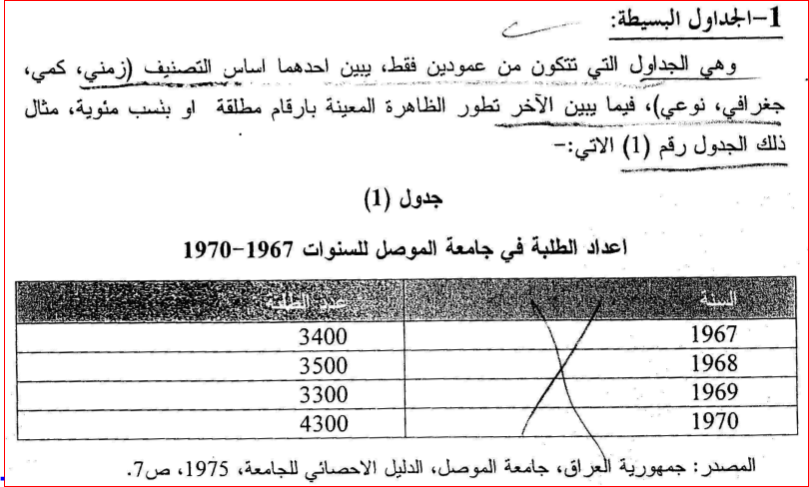 1-الجداول البسيطة:
وهي الجداول التي تتكون من عمودين فقط، يبين احدهما اساس التصنيف (زمني، كمي،
جغرافي، نوعي)، فيما يبين الآخر تطور الظاهرة المعينة بارقام مطلقة او بنسب مئوية، مثال
ذلك الجدول رقم (1) الاتي:-
جدول (1)
اعداد الطلبة في جامعة الموصل للسنوات 1967-1970
السنة عدد الطلبة
1967 3400
1968 3500
1969 3300
1970 4300
المصدر: جمهورية العراق، جامعة الموصل، الدليل الاحصائي للجامعة، 1975، ص7.